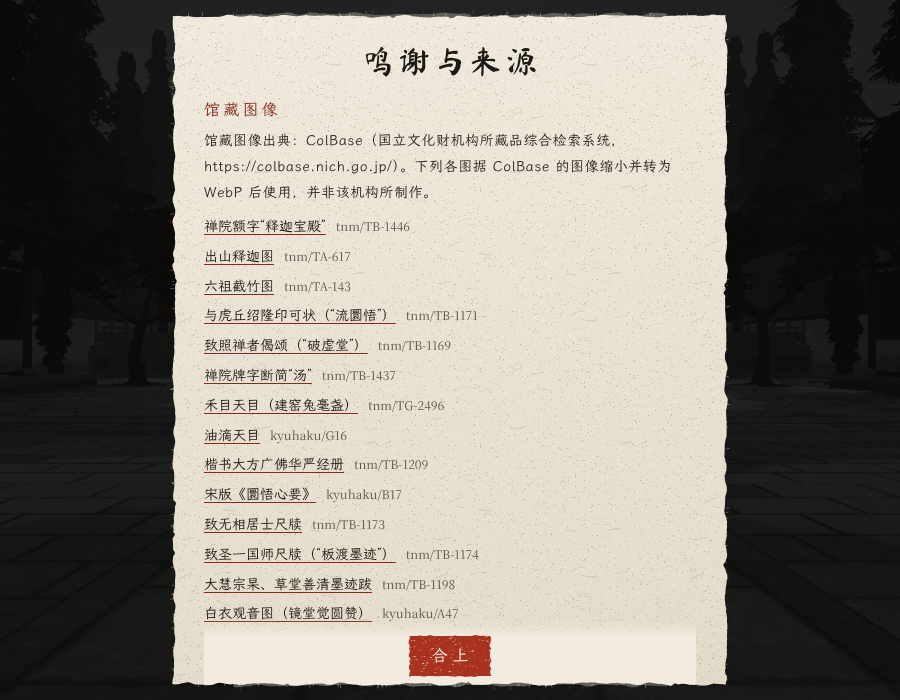 鸣谢与来源
馆藏图像
馆藏图像出典：ColBase（国立文化财机构所藏品综合检索系统，
https://colbase.nich.go.jp/）。下列各图据 ColBase 的图像缩小并转为
WebP 后使用，并非该机构所制作。
禅院额字“释迦宝殿” tnm/TB-1446
出山释迦图 tnm/TA-617
六祖截竹图 tnm/TA-143
与虎丘绍隆印可状（“流圜悟”） tnm/TB-1171
致照禅者偈颂（“破虚堂”） tnm/TB-1169
禅院牌字断简“汤” tnm/TB-1437
禾目天目（建窑兔毫盏） tnm/TG-2496
油滴天目 kyuhaku/G16
楷书大方广佛华严经册 tnm/TB-1209
宋版《圜悟心要》 kyuhaku/B17
致无相居士尺牍 tnm/TB-1173
致圣一国师尺牍（“板渡墨迹”） tnm/TB-1174
大慧宗杲、草堂善清墨迹跋 tnm/TB-1198
白衣观音图（镜堂觉圆赞） kyuhaku/A47
合上